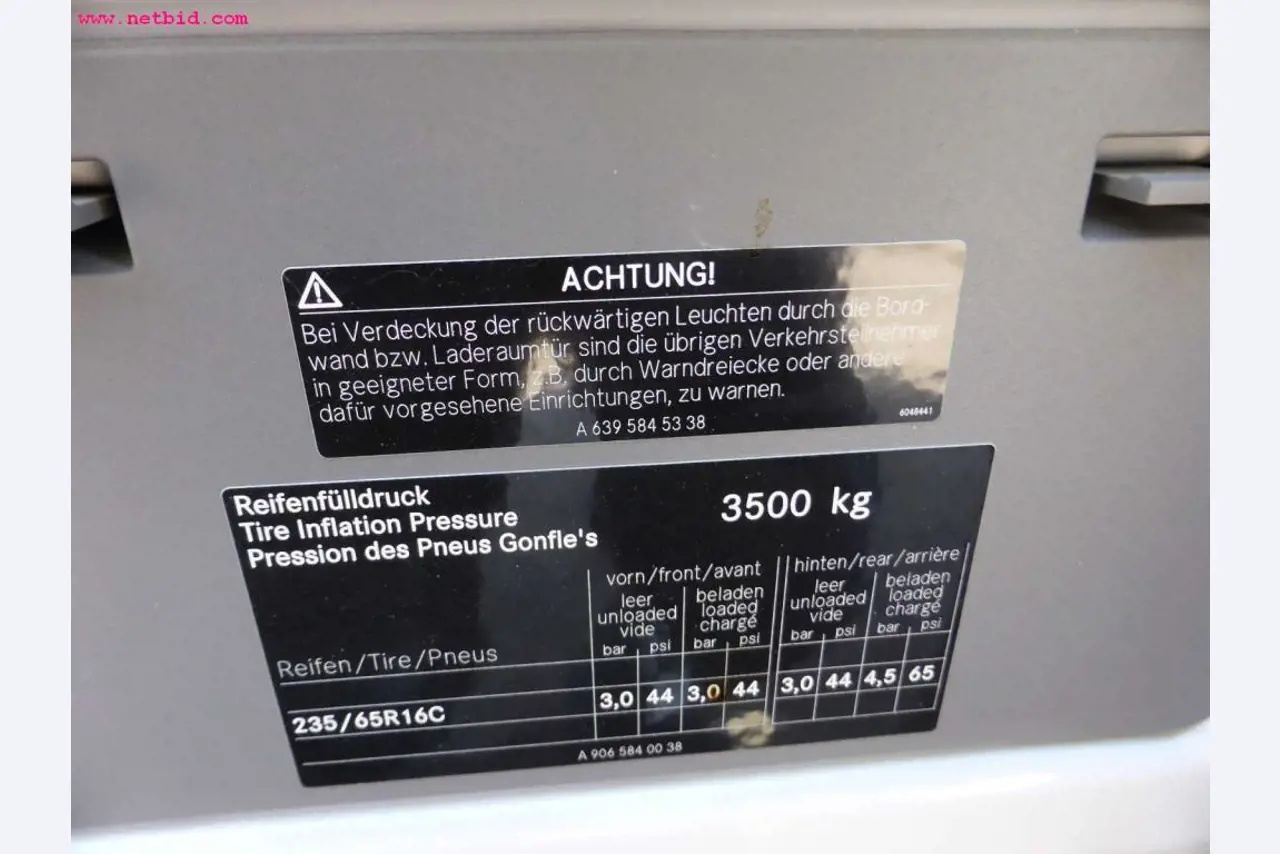 www.netbid.com
ACHTUNG!
Bei Verdeckung der rückwärtigen Leuchten durch die Bord-
wand bzw. Laderaumtür sind die übrigen Verkehrsteilnehmer
in geeigneter Form, z.B. durch Warndreiecke oder andere
dafür vorgesehene Einrichtungen, zu warnen.
A 639 584 53 38
6048441
Reifenfülldruck
Tire Inflation Pressure
Pression des Pneus Gonfle's
3500 kg
vorn/front/avant hinten/rear/arrière
leer beladen leer beladen
unloaded loaded unloaded loaded
vide chargé vide chargé
bar psi bar psi bar psi bar psi
Reifen/Tire/Pneus
235/65R16C 3,0 44 3,0 44 3,0 44 4,5 65
A 906 584 00 38